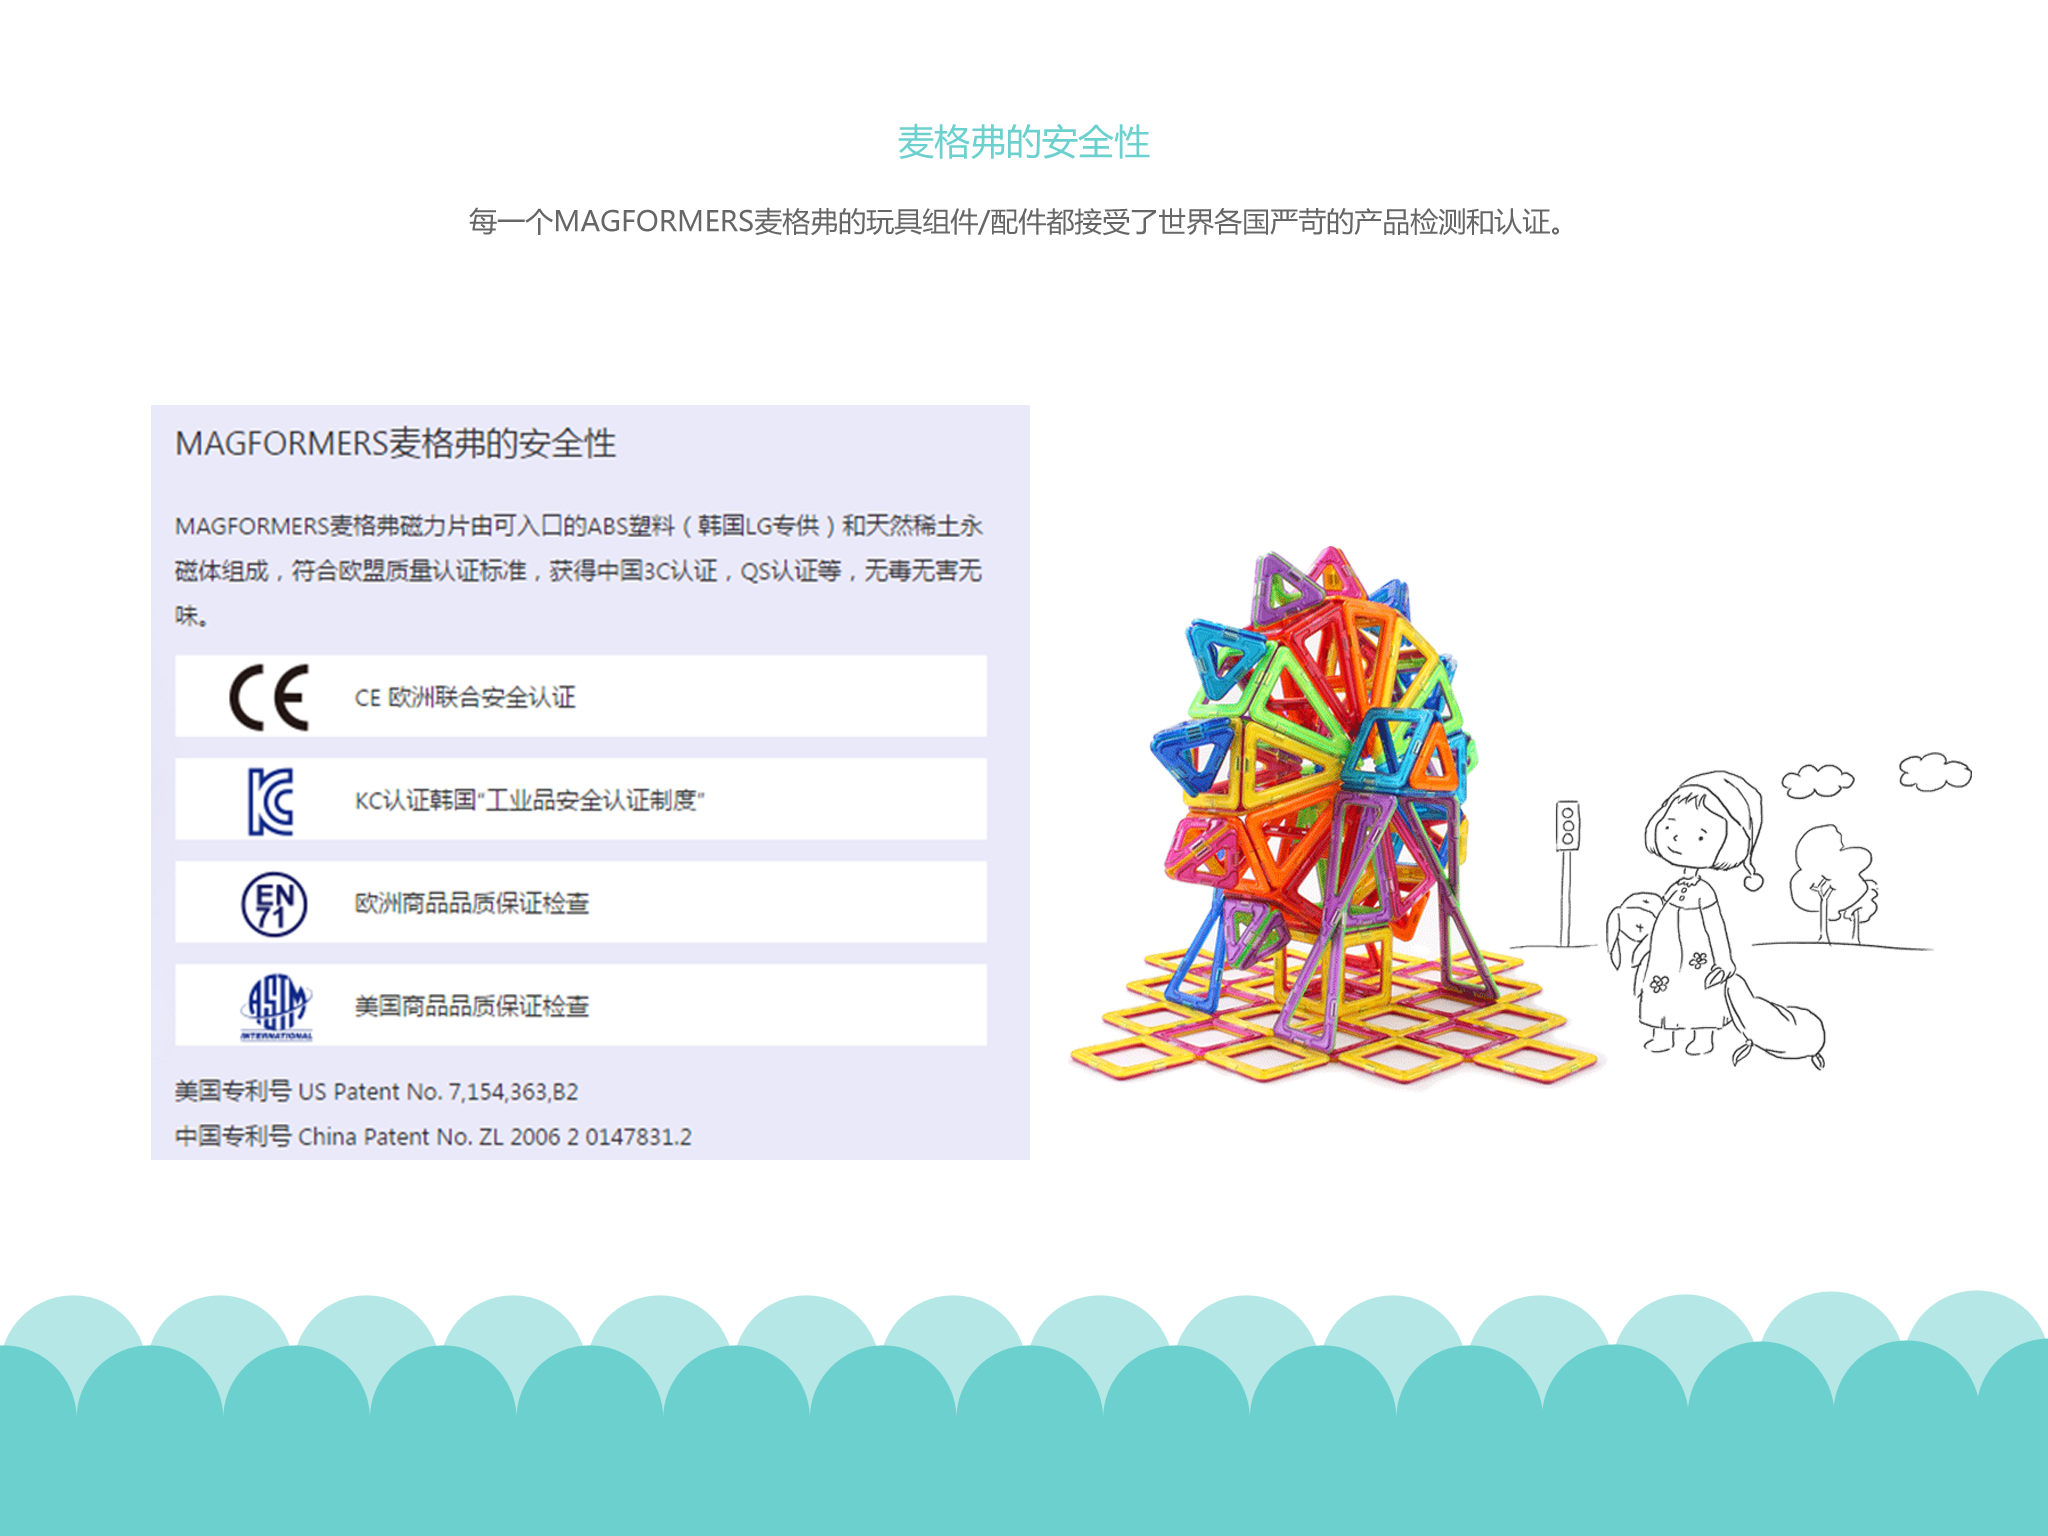 麦格弗的安全性
每一个MAGFORMERS麦格弗的玩具组件/配件都接受了世界各国严苛的产品检测和认证。
MAGFORMERS麦格弗的安全性
MAGFORMERS麦格弗磁力片由可入口的ABS塑料（韩国LG专供）和天然稀土永
磁体组成，符合欧盟质量认证标准，获得中国3C认证，QS认证等，无毒无害无
味。
CE CE 欧洲联合安全认证
KC KC认证韩国“工业品安全认证制度”
EN
71
欧洲商品品质保证检查
ASTM
INTERNATIONAL
美国商品品质保证检查
美国专利号 US Patent No. 7,154,363,B2
中国专利号 China Patent No. ZL 2006 2 0147831.2